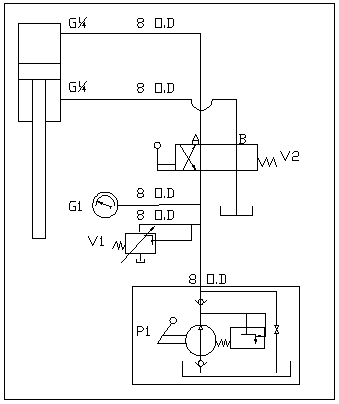 G¼ 8 O.D
G¼ 8 O.D
A B
V2
8 O.D
G1
8 O.D
V1
8 O.D
P1